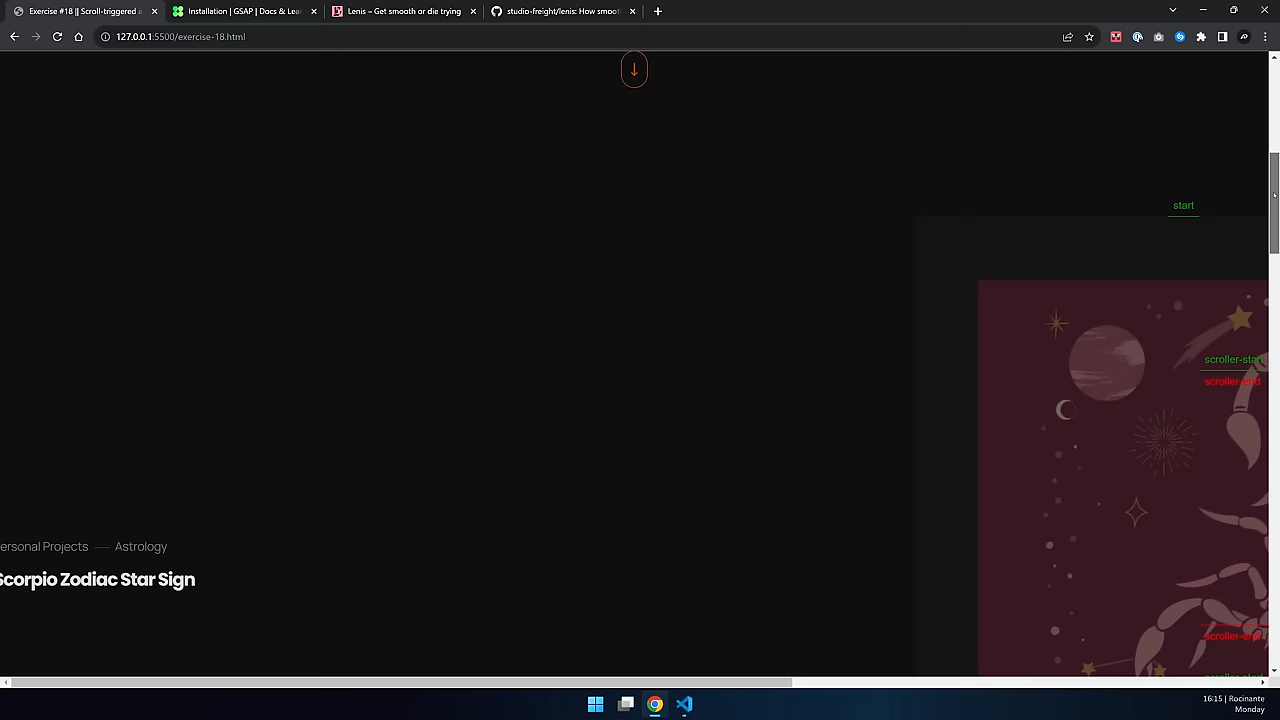 Exercise #18 || Scroll-triggered a
Installation | GSAP | Docs & Lea
Lenis – Get smooth or die trying
studio-freight/lenis: How smoot
127.0.0.1:5500/exercise-18.html
start
scroller-start
scroller-end
ersonal Projects — Astrology
Scorpio Zodiac Star Sign
scroller-end
scroller-start
16:15 | Rocinante
Monday